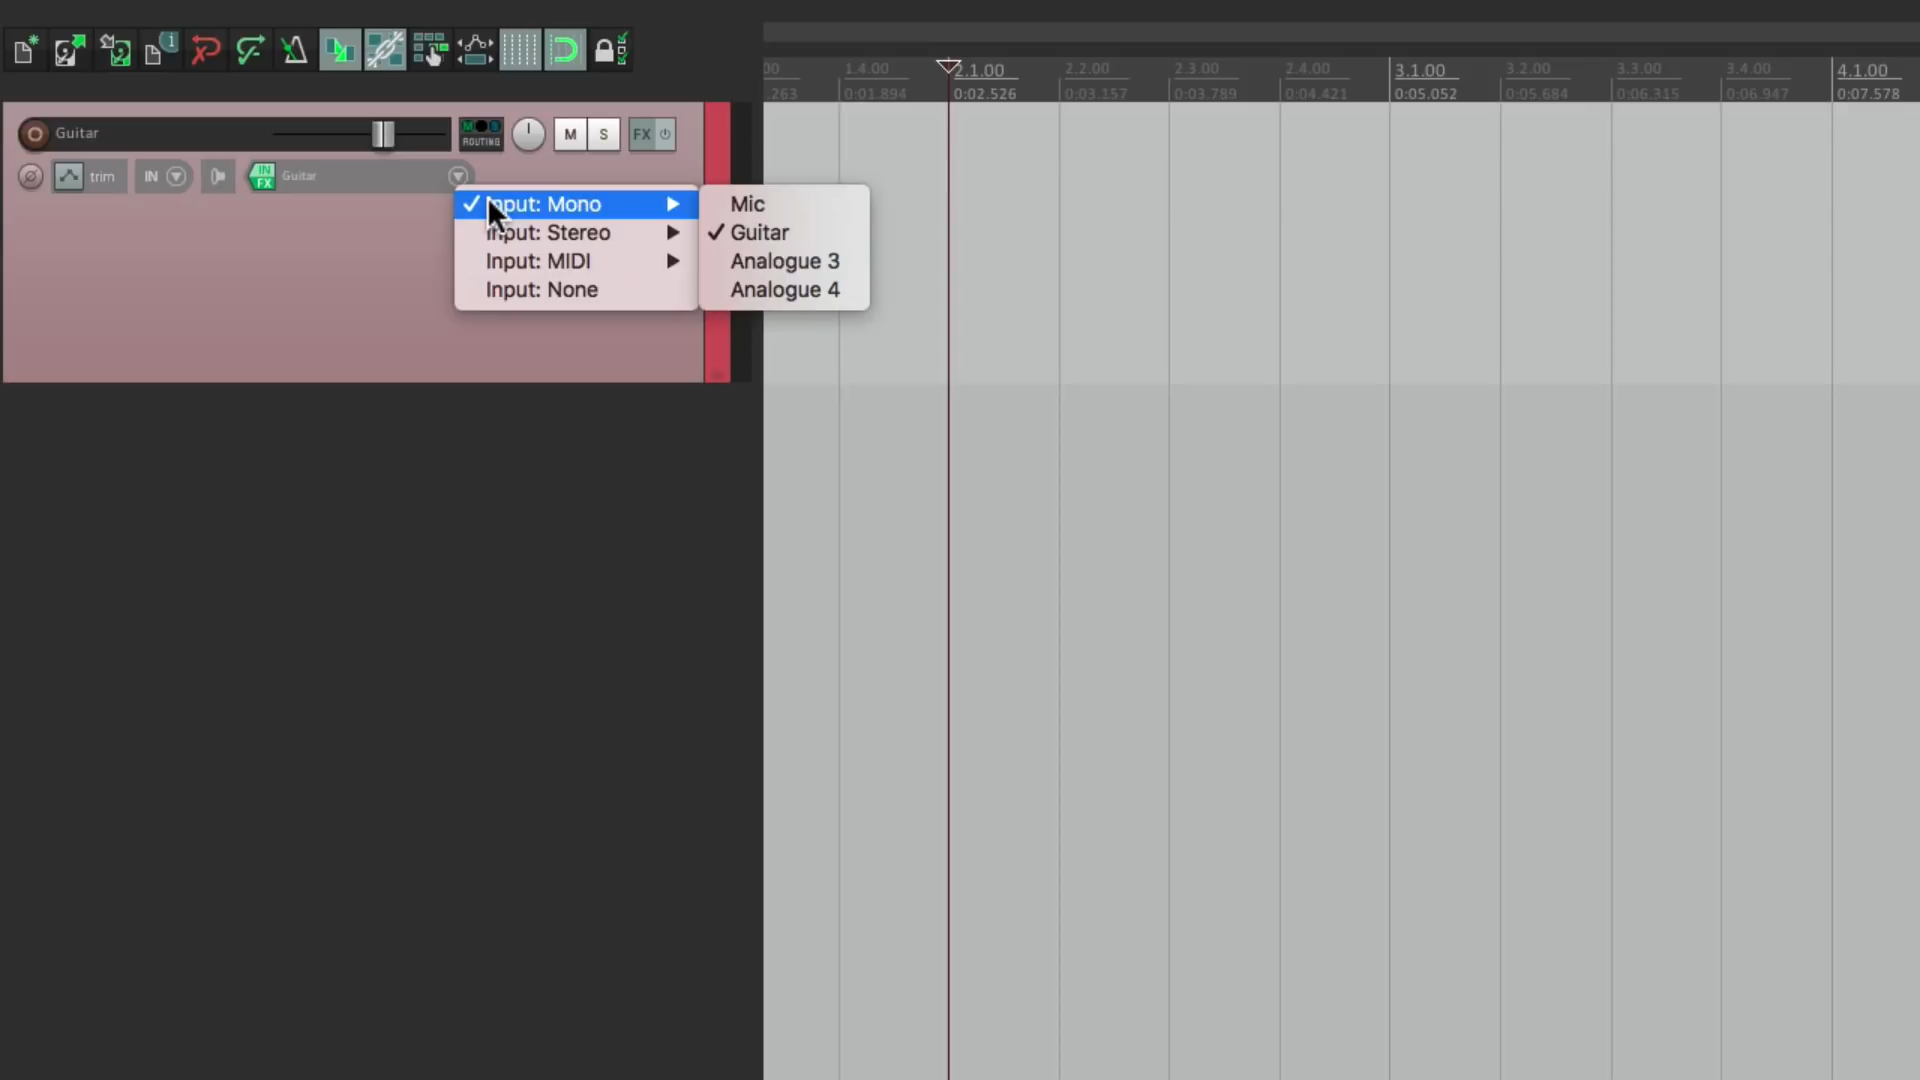 00 1.4.00 2.1.00 2.2.00 2.3.00 2.4.00 3.1.00 3.2.00 3.3.00 3.4.00 4.1.00
.263 0:01.894 0:02.526 0:03.157 0:03.789 0:04.421 0:05.052 0:05.684 0:06.315 0:06.947 0:07.578
Guitar ROUTING M S FX
trim IN IN FX Guitar
Input: Mono
Input: Stereo
Input: MIDI
Input: None
Mic
Guitar
Analogue 3
Analogue 4